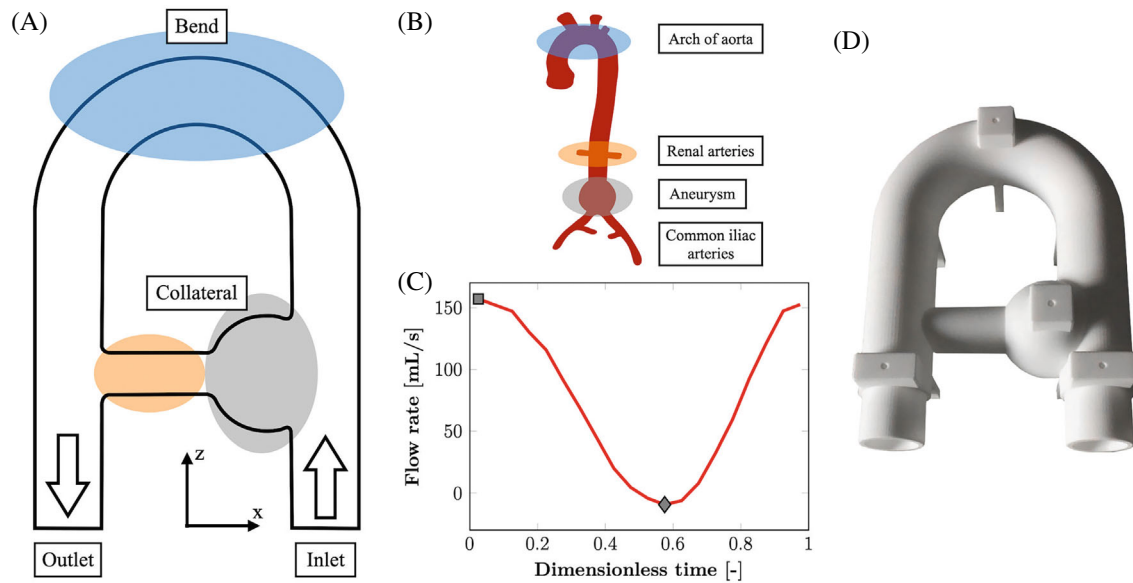 (A)
Bend
Collateral
z
x
Outlet
Inlet
(B)
Arch of aorta
Renal arteries
Aneurysm
Common iliac
arteries
(C)
Flow rate [mL/s]
150
100
50
0
0
0.2
0.4
0.6
0.8
1
Dimensionless time [-]
(D)